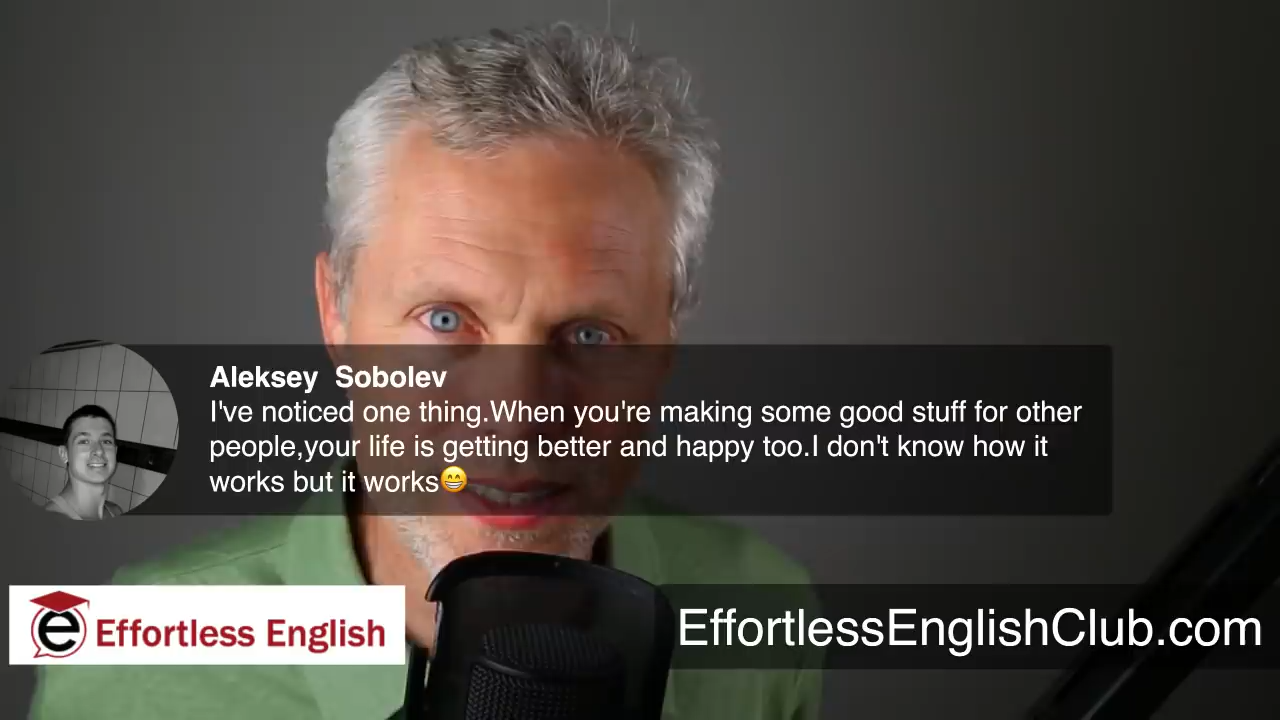 Aleksey Sobolev
I've noticed one thing.When you're making some good stuff for other
people,your life is getting better and happy too.I don't know how it
works but it works😁
e Effortless English
EffortlessEnglishClub.com